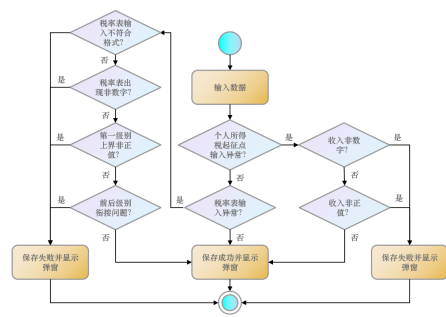 税率表输
入不符合
格式？
否
是
税率表出
现非数字？
否
是
第一级别
上界非正
值？
否
是
前后级别
衔接问题？
否
是
保存失败并显示
弹窗
输入数据
个人所得
税起征点
输入异常？
是
否
税率表输
入异常？
是
否
保存成功并显示
弹窗
收入非数
字？
是
否
收入非正
值？
是
否
保存失败并显示
弹窗